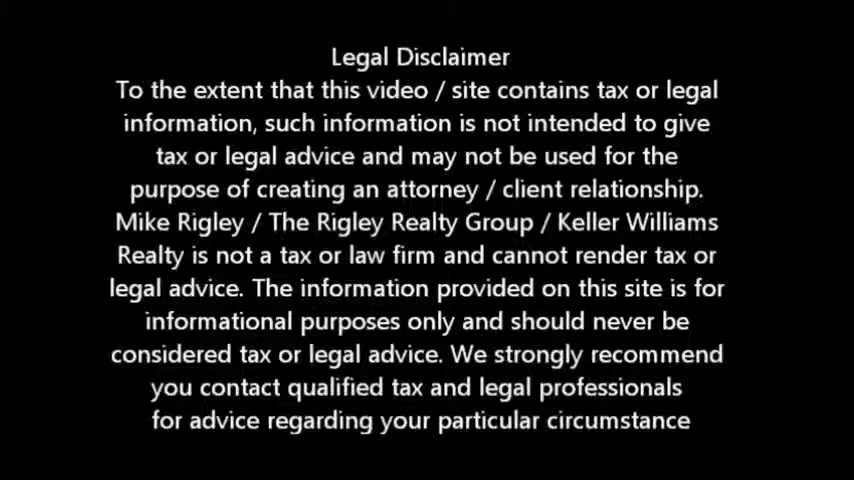 Legal Disclaimer
To the extent that this video / site contains tax or legal
information, such information is not intended to give
tax or legal advice and may not be used for the
purpose of creating an attorney / client relationship.
Mike Rigley / The Rigley Realty Group / Keller Williams
Realty is not a tax or law firm and cannot render tax or
legal advice. The information provided on this site is for
informational purposes only and should never be
considered tax or legal advice. We strongly recommend
you contact qualified tax and legal professionals
for advice regarding your particular circumstance